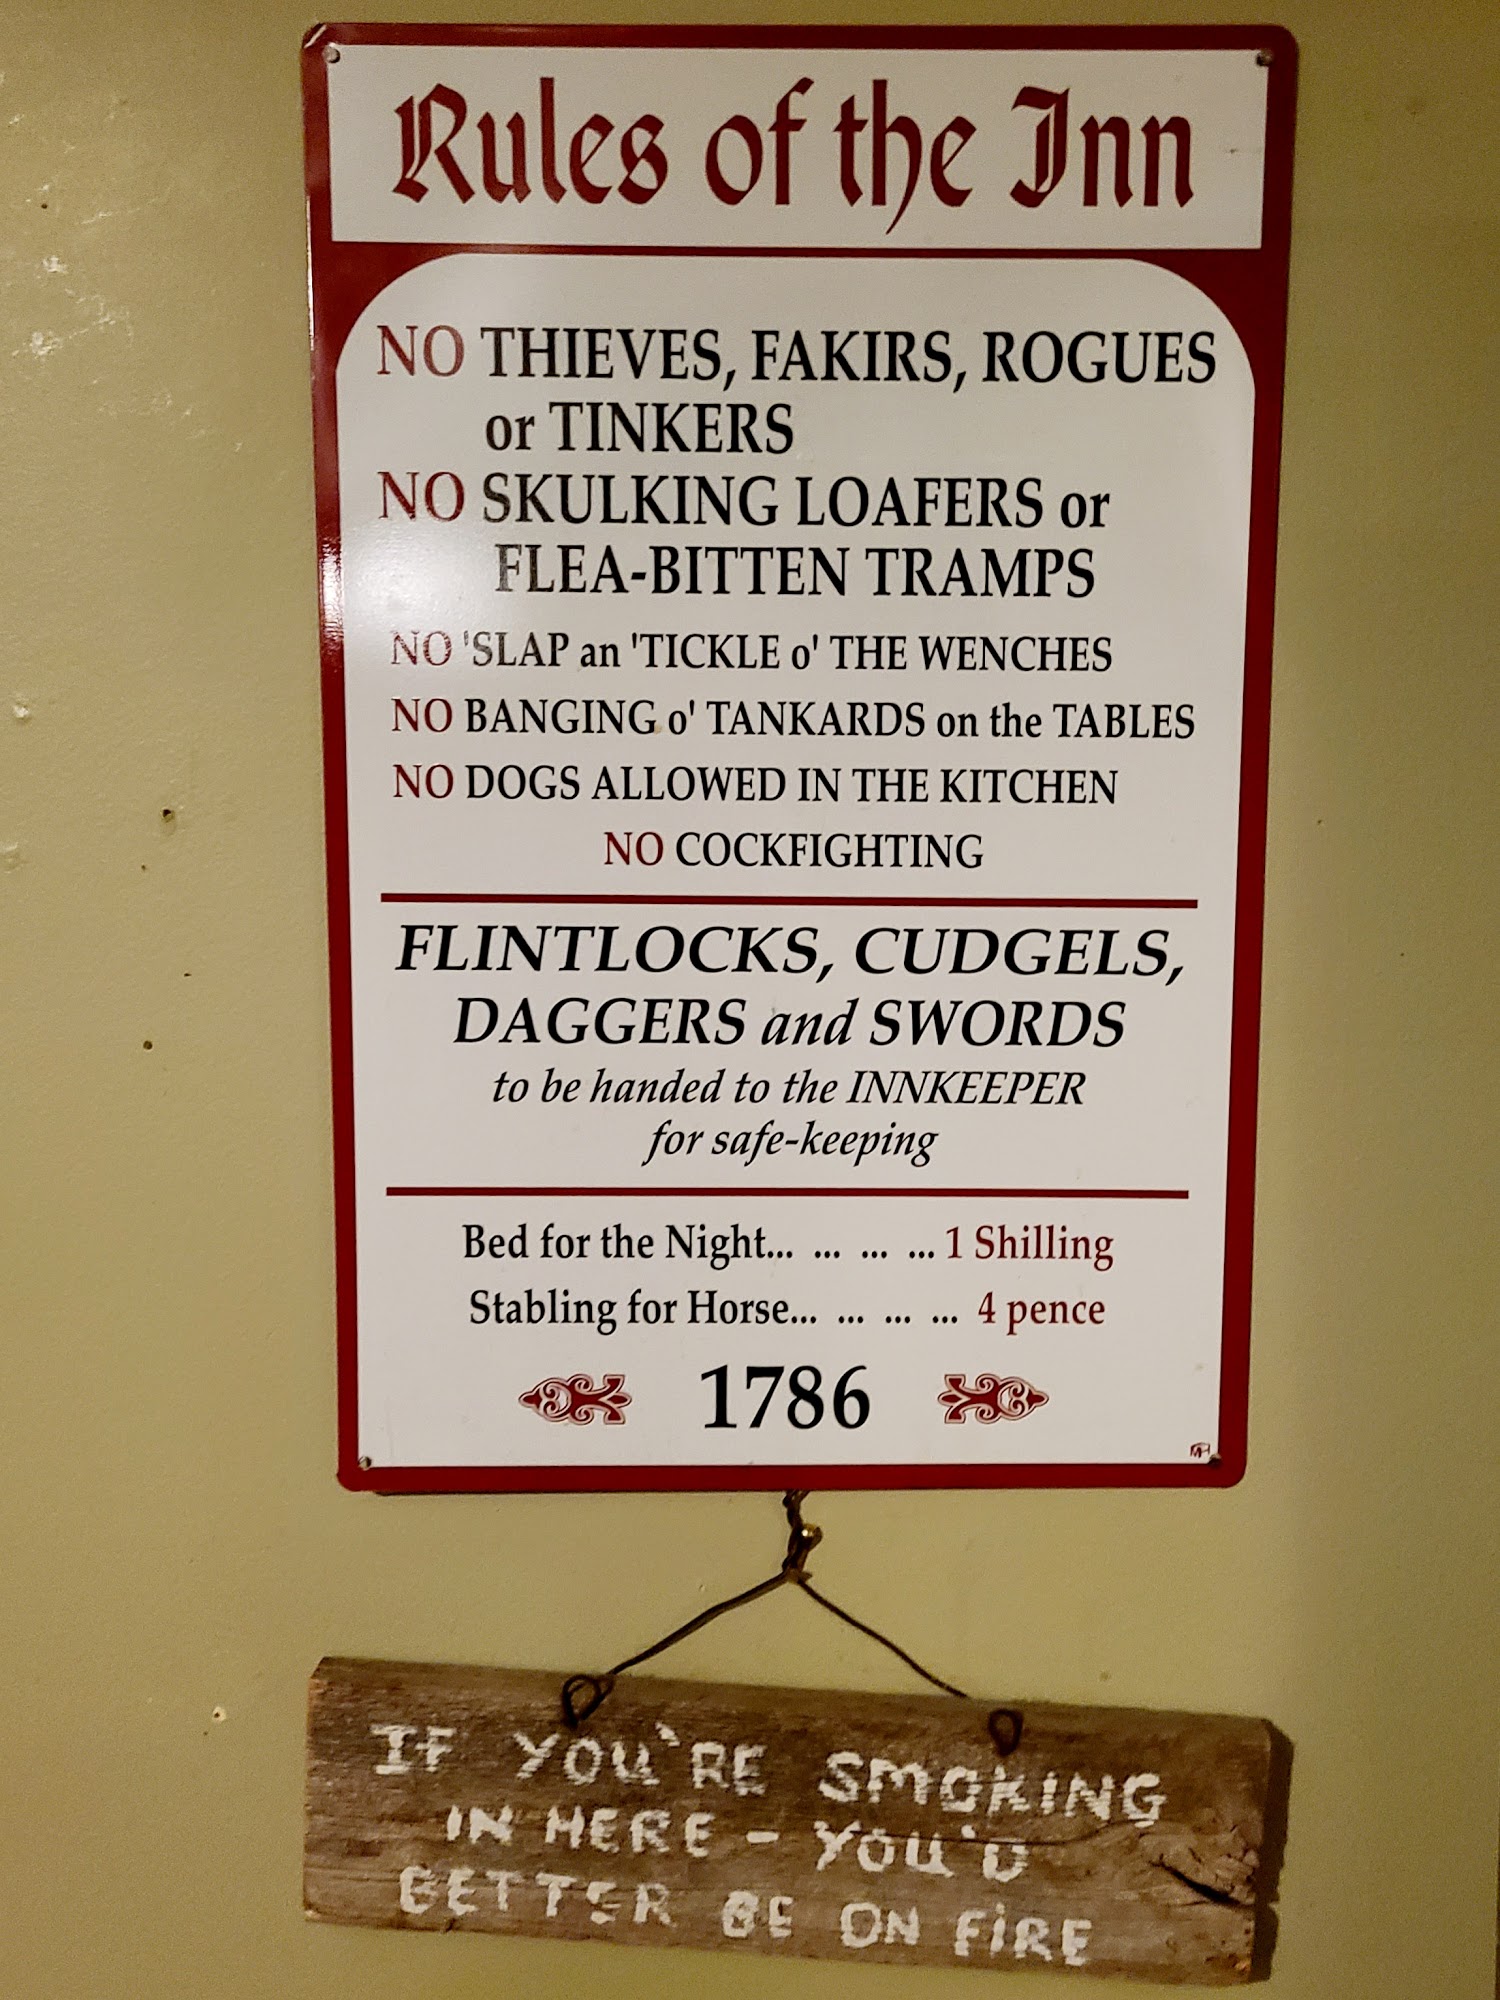 Rules of the Inn
NO THIEVES, FAKIRS, ROGUES
or TINKERS
NO SKULKING LOAFERS or
FLEA-BITTEN TRAMPS
NO 'SLAP an 'TICKLE o' THE WENCHES
NO BANGING o' TANKARDS on the TABLES
NO DOGS ALLOWED IN THE KITCHEN
NO COCKFIGHTING
FLINTLOCKS, CUDGELS,
DAGGERS and SWORDS
to be handed to the INNKEEPER
for safe-keeping
Bed for the Night... ... ... ... 1 Shilling
Stabling for Horse... ... ... ... 4 pence
1786
IF YOU'RE SMOKING
IN HERE - YOU'D
BETTER BE ON FiRE